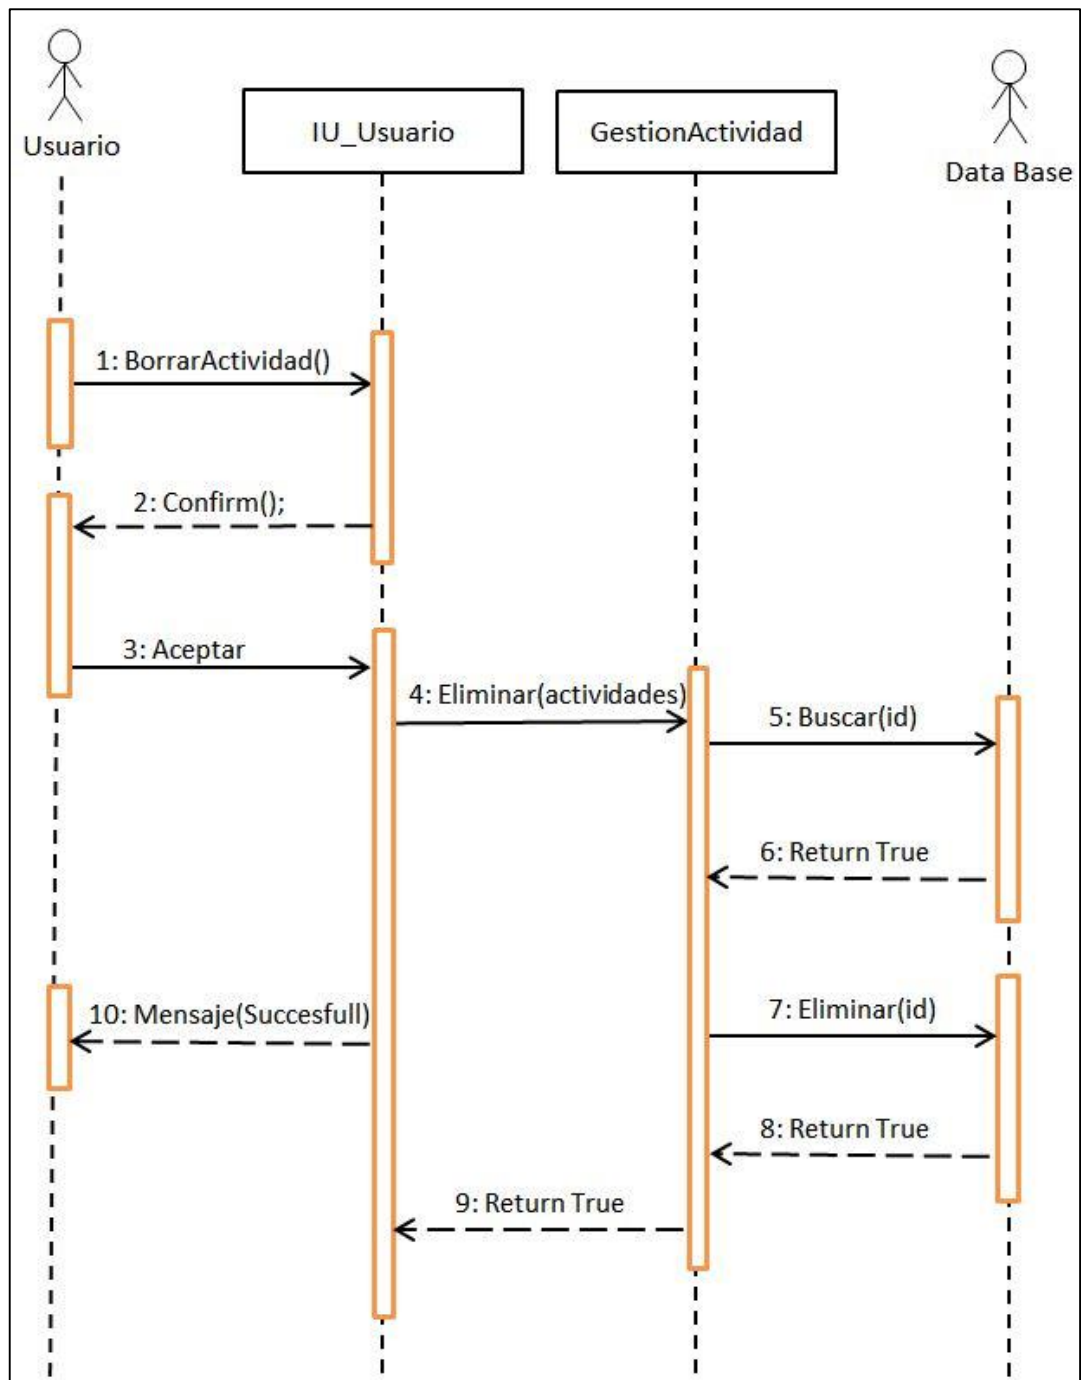 Usuario
IU_Usuario
GestionActividad
Data Base
1: BorrarActividad()
2: Confirm();
3: Aceptar
4: Eliminar(actividades)
5: Buscar(id)
6: Return True
10: Mensaje(Succesfull)
7: Eliminar(id)
8: Return True
9: Return True